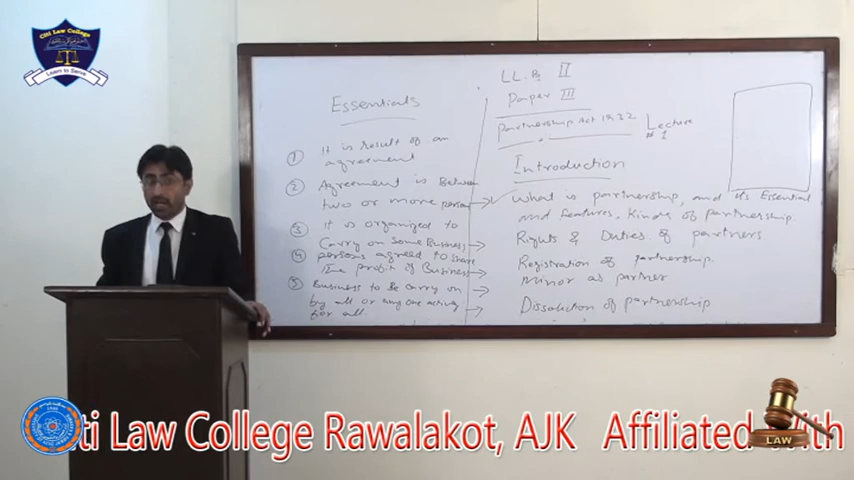 Citi Law College
Learn to Serve
Essentials
① It is result of an
agreement
② Agreement is Between
two or more person
③ It is organized to
Carry on Some Business
④ persons agreed to share
The profit of Business
⑤ Business to Be carry on
by all or any one acting
for all.
LL.B II
Paper III
Partnership Act 1932
Lecture
# 1
Introduction
What is partnership, and its Essential
and features, Kinds of partnership.
Rights & Duties of partners
Registration of partnership.
Minor as partner
Dissolution of partnership
ti Law College Rawalakot, AJK Affiliated With
LAW